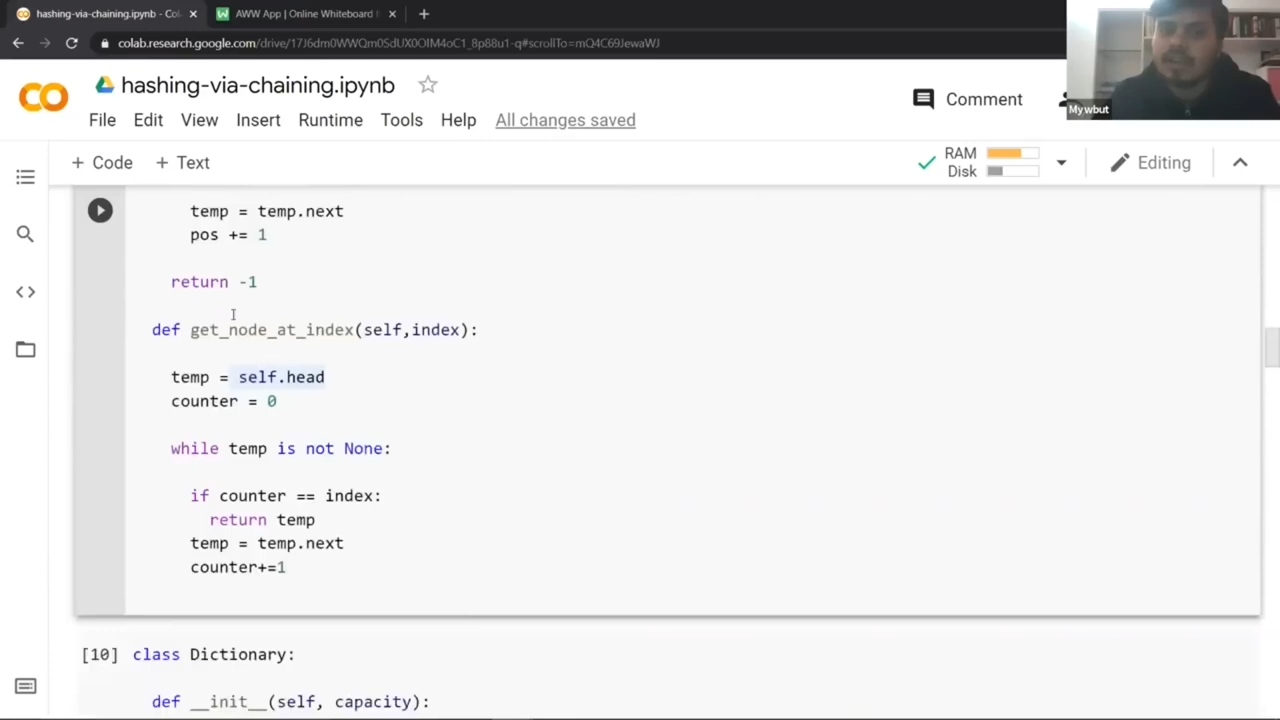 hashing-via-chaining.ipynb - Col
AWW App | Online Whiteboard f
colab.research.google.com/drive/17J6dm0WWQm0SdUX0OIM4oC1_8p88u1-q#scrollTo=mQ4C69JewaWJ
Mywbut
CO
hashing-via-chaining.ipynb
File Edit View Insert Runtime Tools Help All changes saved
Comment
+ Code + Text
RAM
Disk
Editing
temp = temp.next
pos += 1
return -1
def get_node_at_index(self,index):
temp = self.head
counter = 0
while temp is not None:
if counter == index:
return temp
temp = temp.next
counter+=1
[10] class Dictionary:
def __init__(self, capacity):